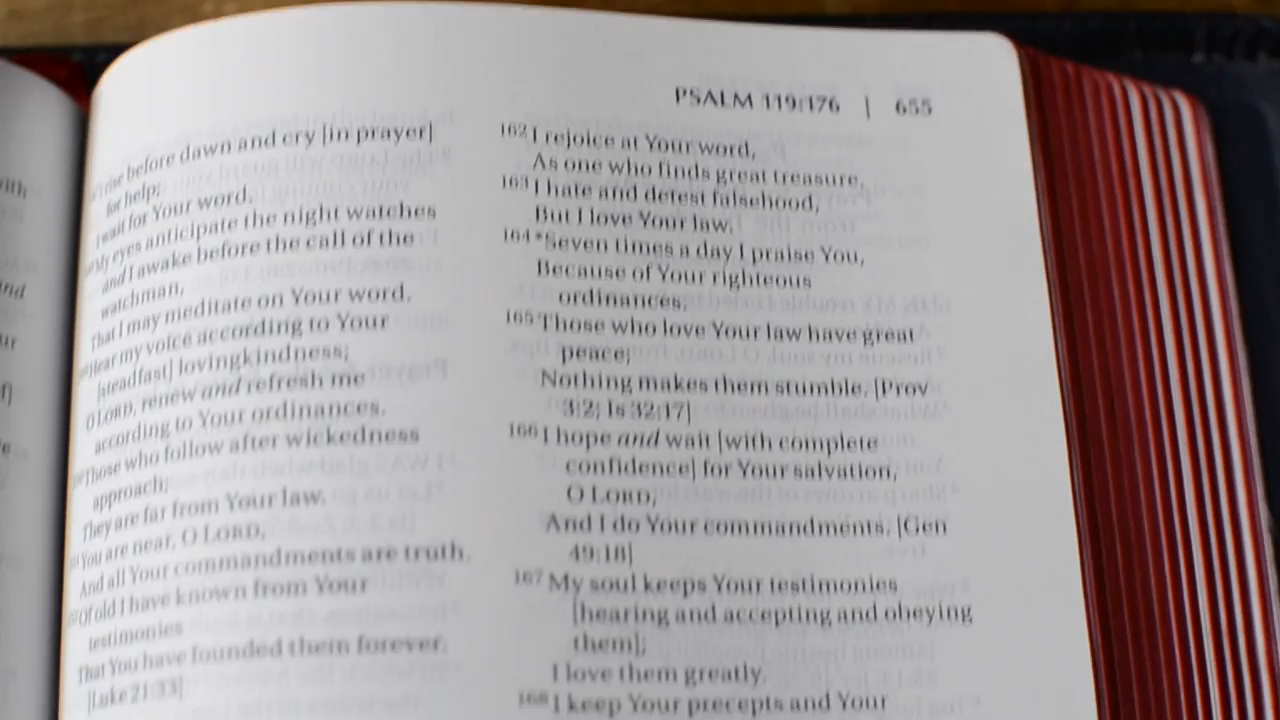 PSALM 119:176 | 655
rise before dawn and cry [in prayer]
for help;
I wait for Your word.
My eyes anticipate the night watches
and I awake before the call of the
watchman,
That I may meditate on Your word.
Hear my voice according to Your
[steadfast] lovingkindness;
O LORD, renew and refresh me
according to Your ordinances.
Those who follow after wickedness
approach;
They are far from Your law.
You are near, O LORD,
And all Your commandments are truth.
Of old I have known from Your
testimonies
That You have founded them forever.
[Luke 21:33]
162 I rejoice at Your word,
As one who finds great treasure.
163 I hate and detest falsehood,
But I love Your law.
164 *Seven times a day I praise You,
Because of Your righteous
ordinances.
165 Those who love Your law have great
peace;
Nothing makes them stumble. [Prov
3:2; Is 32:17]
166 I hope and wait [with complete
confidence] for Your salvation,
O LORD,
And I do Your commandments. [Gen
49:18]
167 My soul keeps Your testimonies
[hearing and accepting and obeying
them];
I love them greatly.
168 I keep Your precepts and Your